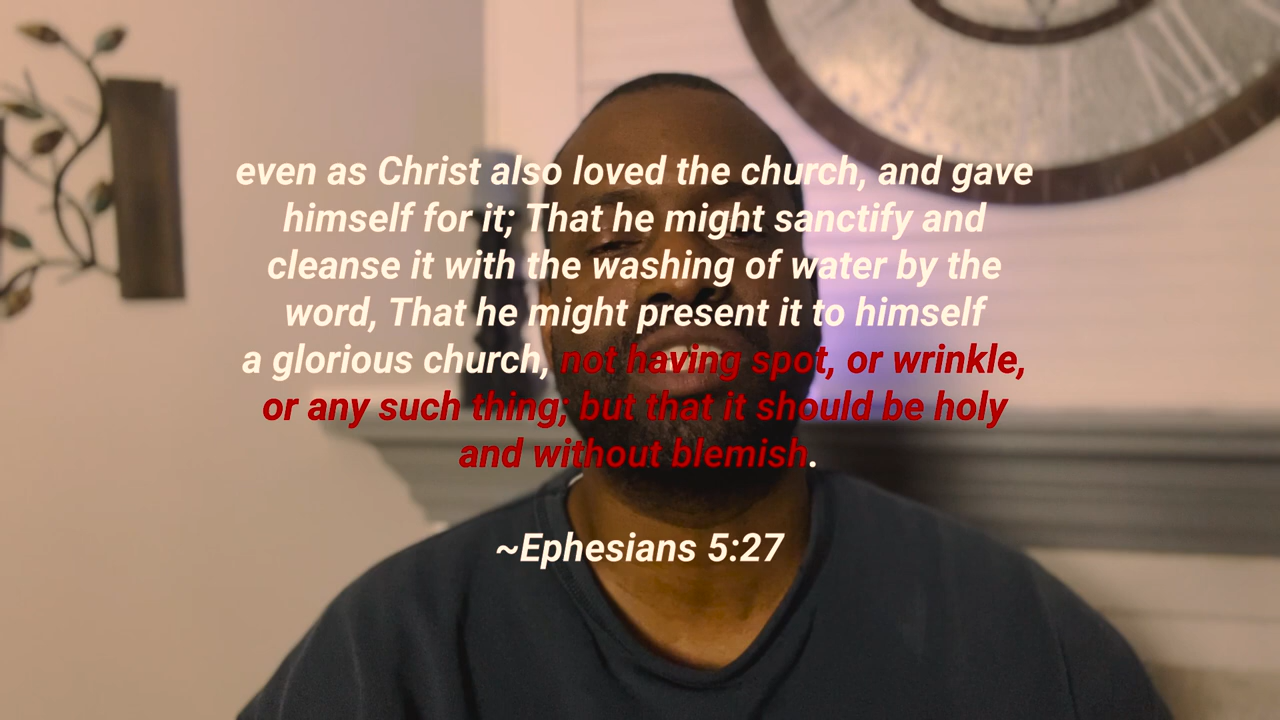 even as Christ also loved the church, and gave
himself for it; That he might sanctify and
cleanse it with the washing of water by the
word, That he might present it to himself
a glorious church, not having spot, or wrinkle,
or any such thing; but that it should be holy
and without blemish.
~Ephesians 5:27